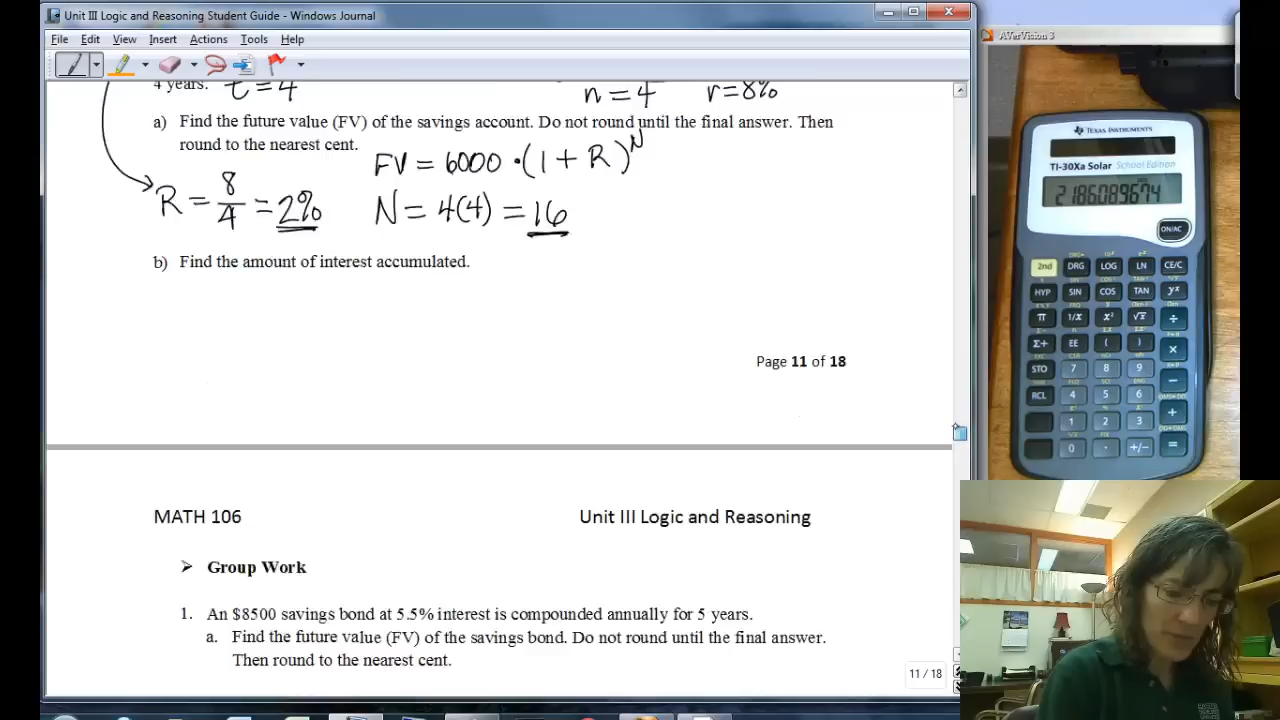 Unit III Logic and Reasoning Student Guide - Windows Journal
File Edit View Insert Actions Tools Help
4 years. t = 4
n = 4 r = 8%
a) Find the future value (FV) of the savings account. Do not round until the final answer. Then
round to the nearest cent.
FV = 6000 · (1 + R)^N
R = 8/4 = 2%
N = 4(4) = 16
b) Find the amount of interest accumulated.
Page 11 of 18
MATH 106 Unit III Logic and Reasoning
➢ Group Work
1. An $8500 savings bond at 5.5% interest is compounded annually for 5 years.
a. Find the future value (FV) of the savings bond. Do not round until the final answer.
Then round to the nearest cent.
11 / 18
AVerVision 3
TEXAS INSTRUMENTS
TI-30Xa Solar School Edition
2186.089674
ON/AC
2nd DRG LOG LN CE/C
HYP SIN COS TAN yˣ
π 1/x x² √x ÷
Σ+ EE ( ) ×
STO 7 8 9 −
RCL 4 5 6 +
1 2 3
0 · +/− =